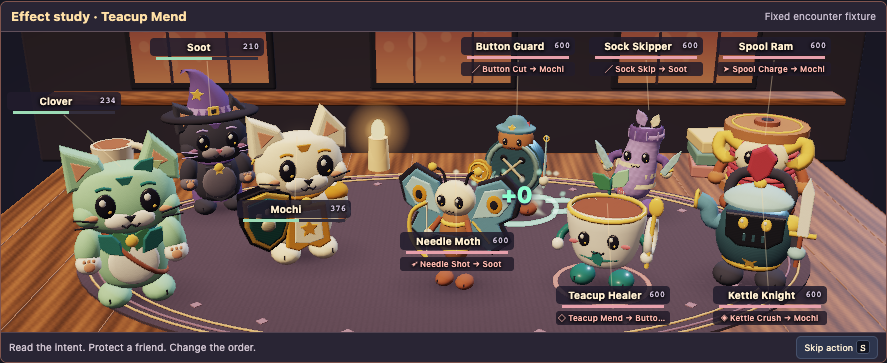 Effect study · Teacup Mend
Fixed encounter fixture
Soot 210
Button Guard 600
Button Cut → Mochi
Sock Skipper 600
Sock Skip → Soot
Spool Ram 600
Spool Charge → Mochi
Clover 234
Mochi 376
+0
Needle Moth 600
Needle Shot → Soot
Teacup Healer 600
Teacup Mend → Butto...
Kettle Knight 600
Kettle Crush → Mochi
Read the intent. Protect a friend. Change the order.
Skip action S